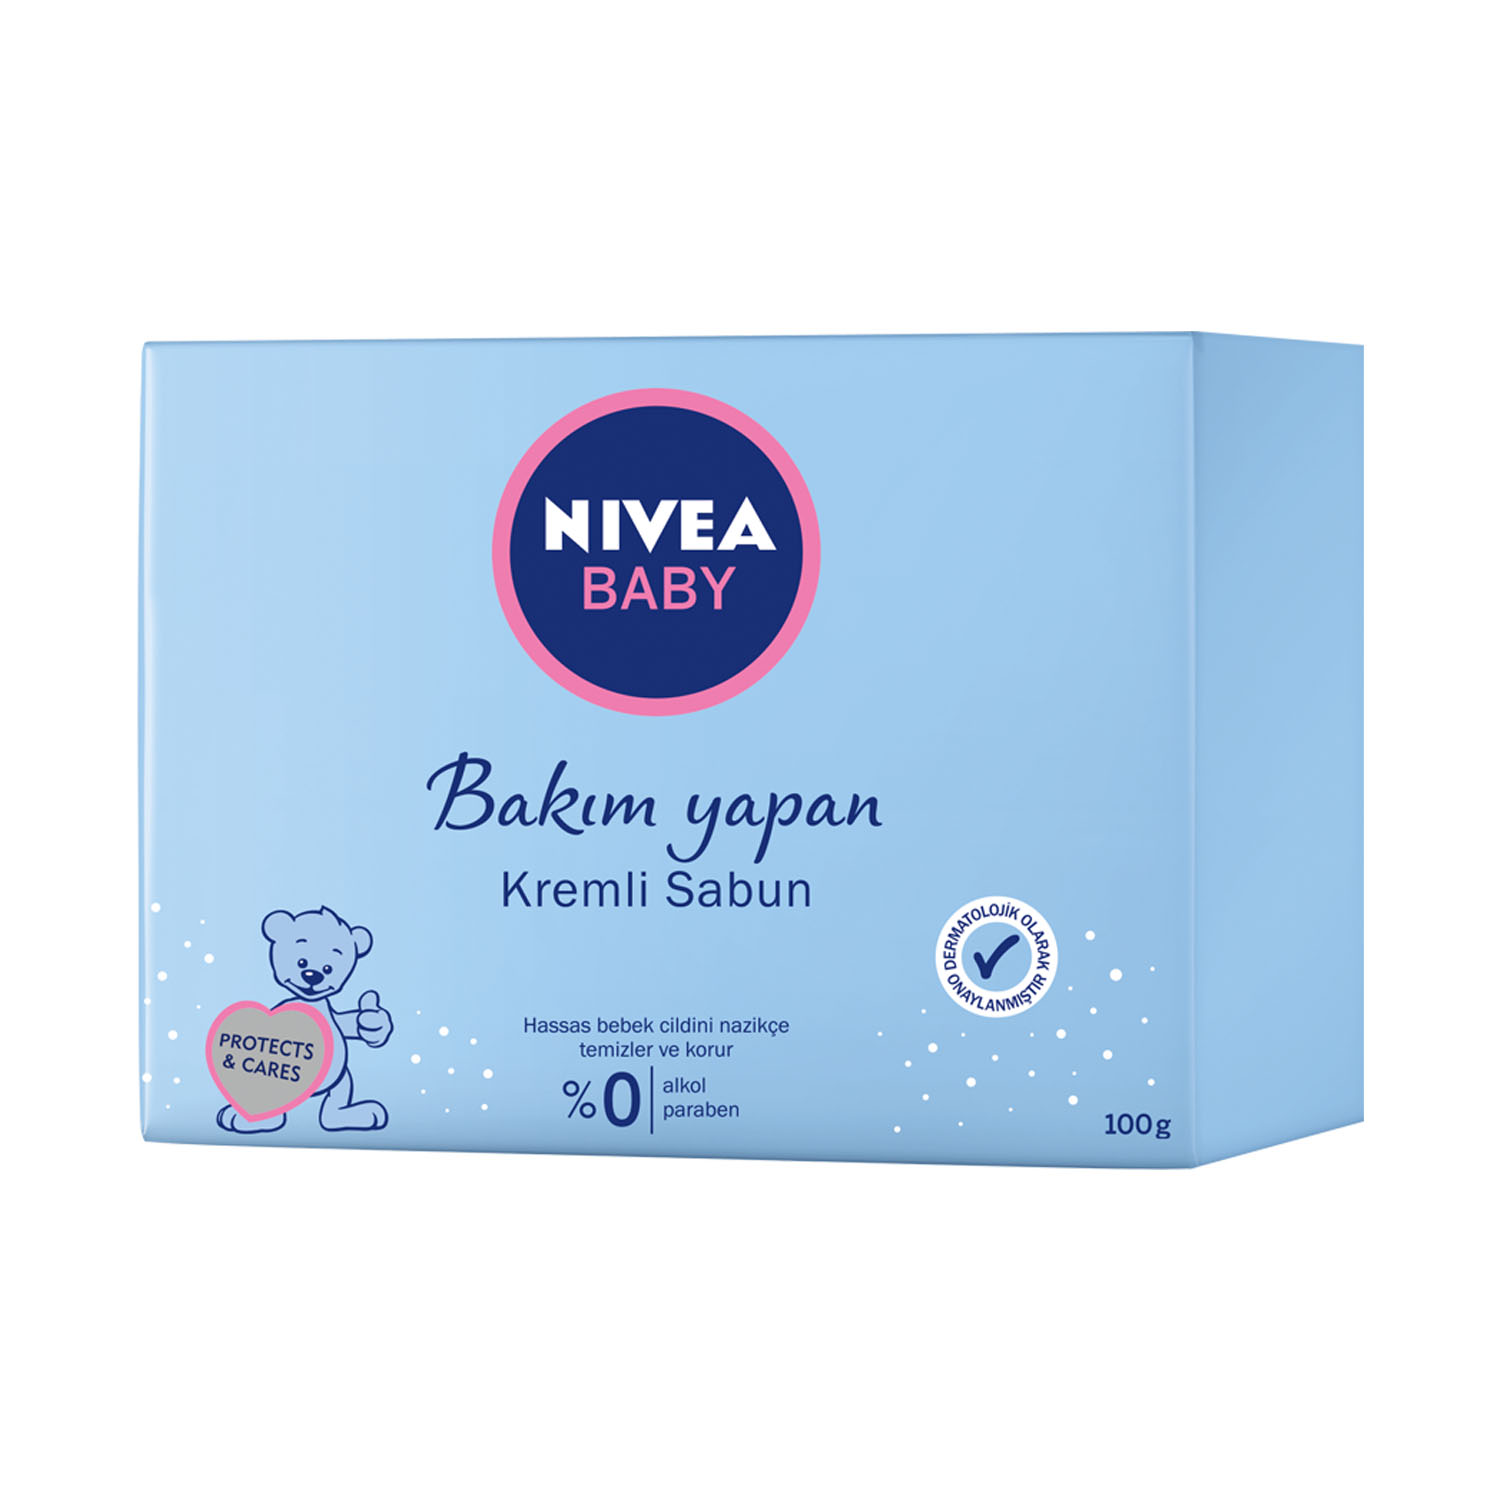 NIVEA
BABY
Bakım yapan
Kremli Sabun
DERMATOLOJİK OLARAK ONAYLANMIŞTIR
PROTECTS
& CARES
Hassas bebek cildini nazikçe
temizler ve korur
%0 alkol
paraben
100g